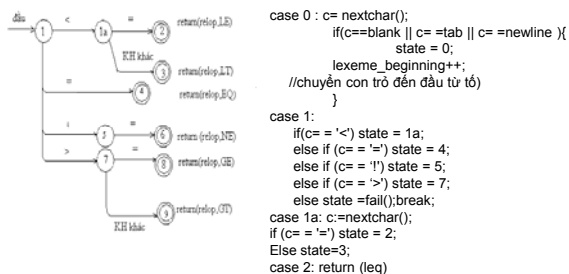 đầu
1
<
1a
=
2
return(relop,LE)
KH khác
3
return(relop,LT)
=
4
return(relop,EQ)
5
=
6
return (relop,NE)
>
7
=
8
return(relop,GE)
KH khác
9
return(relop,GT)
case 0 : c= nextchar();
if(c==blank || c= =tab || c= =newline ){
state = 0;
lexeme_beginning++;
//chuyển con trỏ đến đầu từ tố)
}
case 1:
if(c= = '<') state = 1a;
else if (c= = '=') state = 4;
else if (c= = '!') state = 5;
else if (c= = '>') state = 7;
else state =fail();break;
case 1a: c:=nextchar();
if (c= = '=') state = 2;
Else state=3;
case 2: return (leq)